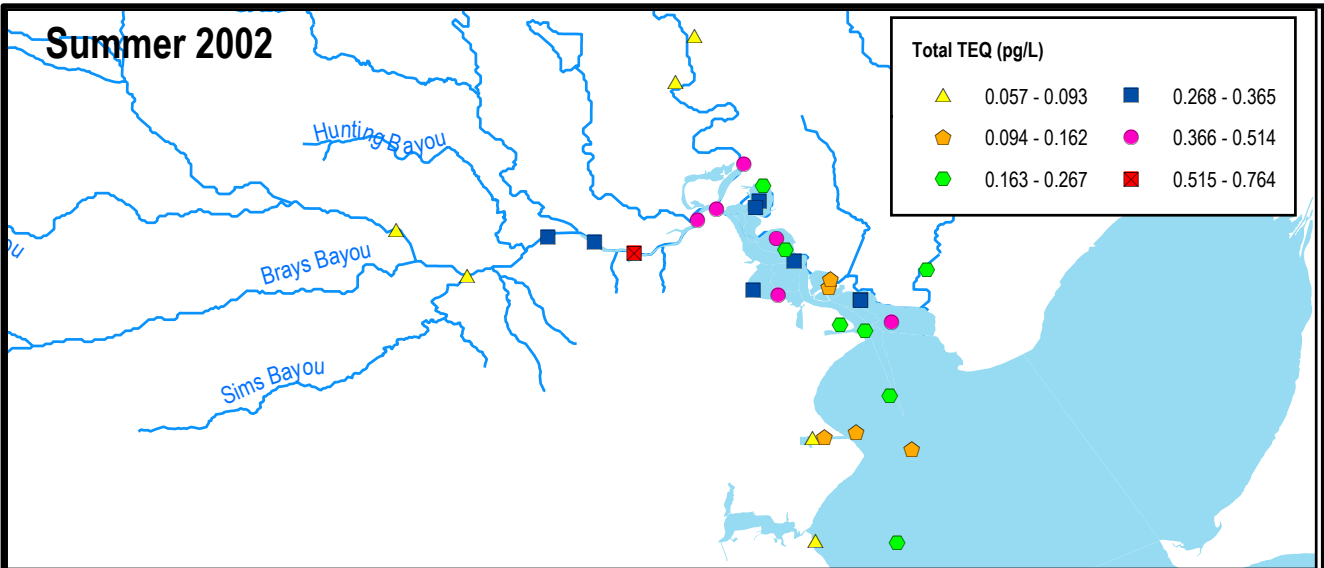 Summer 2002
Total TEQ (pg/L)
0.057 - 0.093
0.268 - 0.365
0.094 - 0.162
0.366 - 0.514
0.163 - 0.267
0.515 - 0.764
Hunting Bayou
Brays Bayou
Sims Bayou